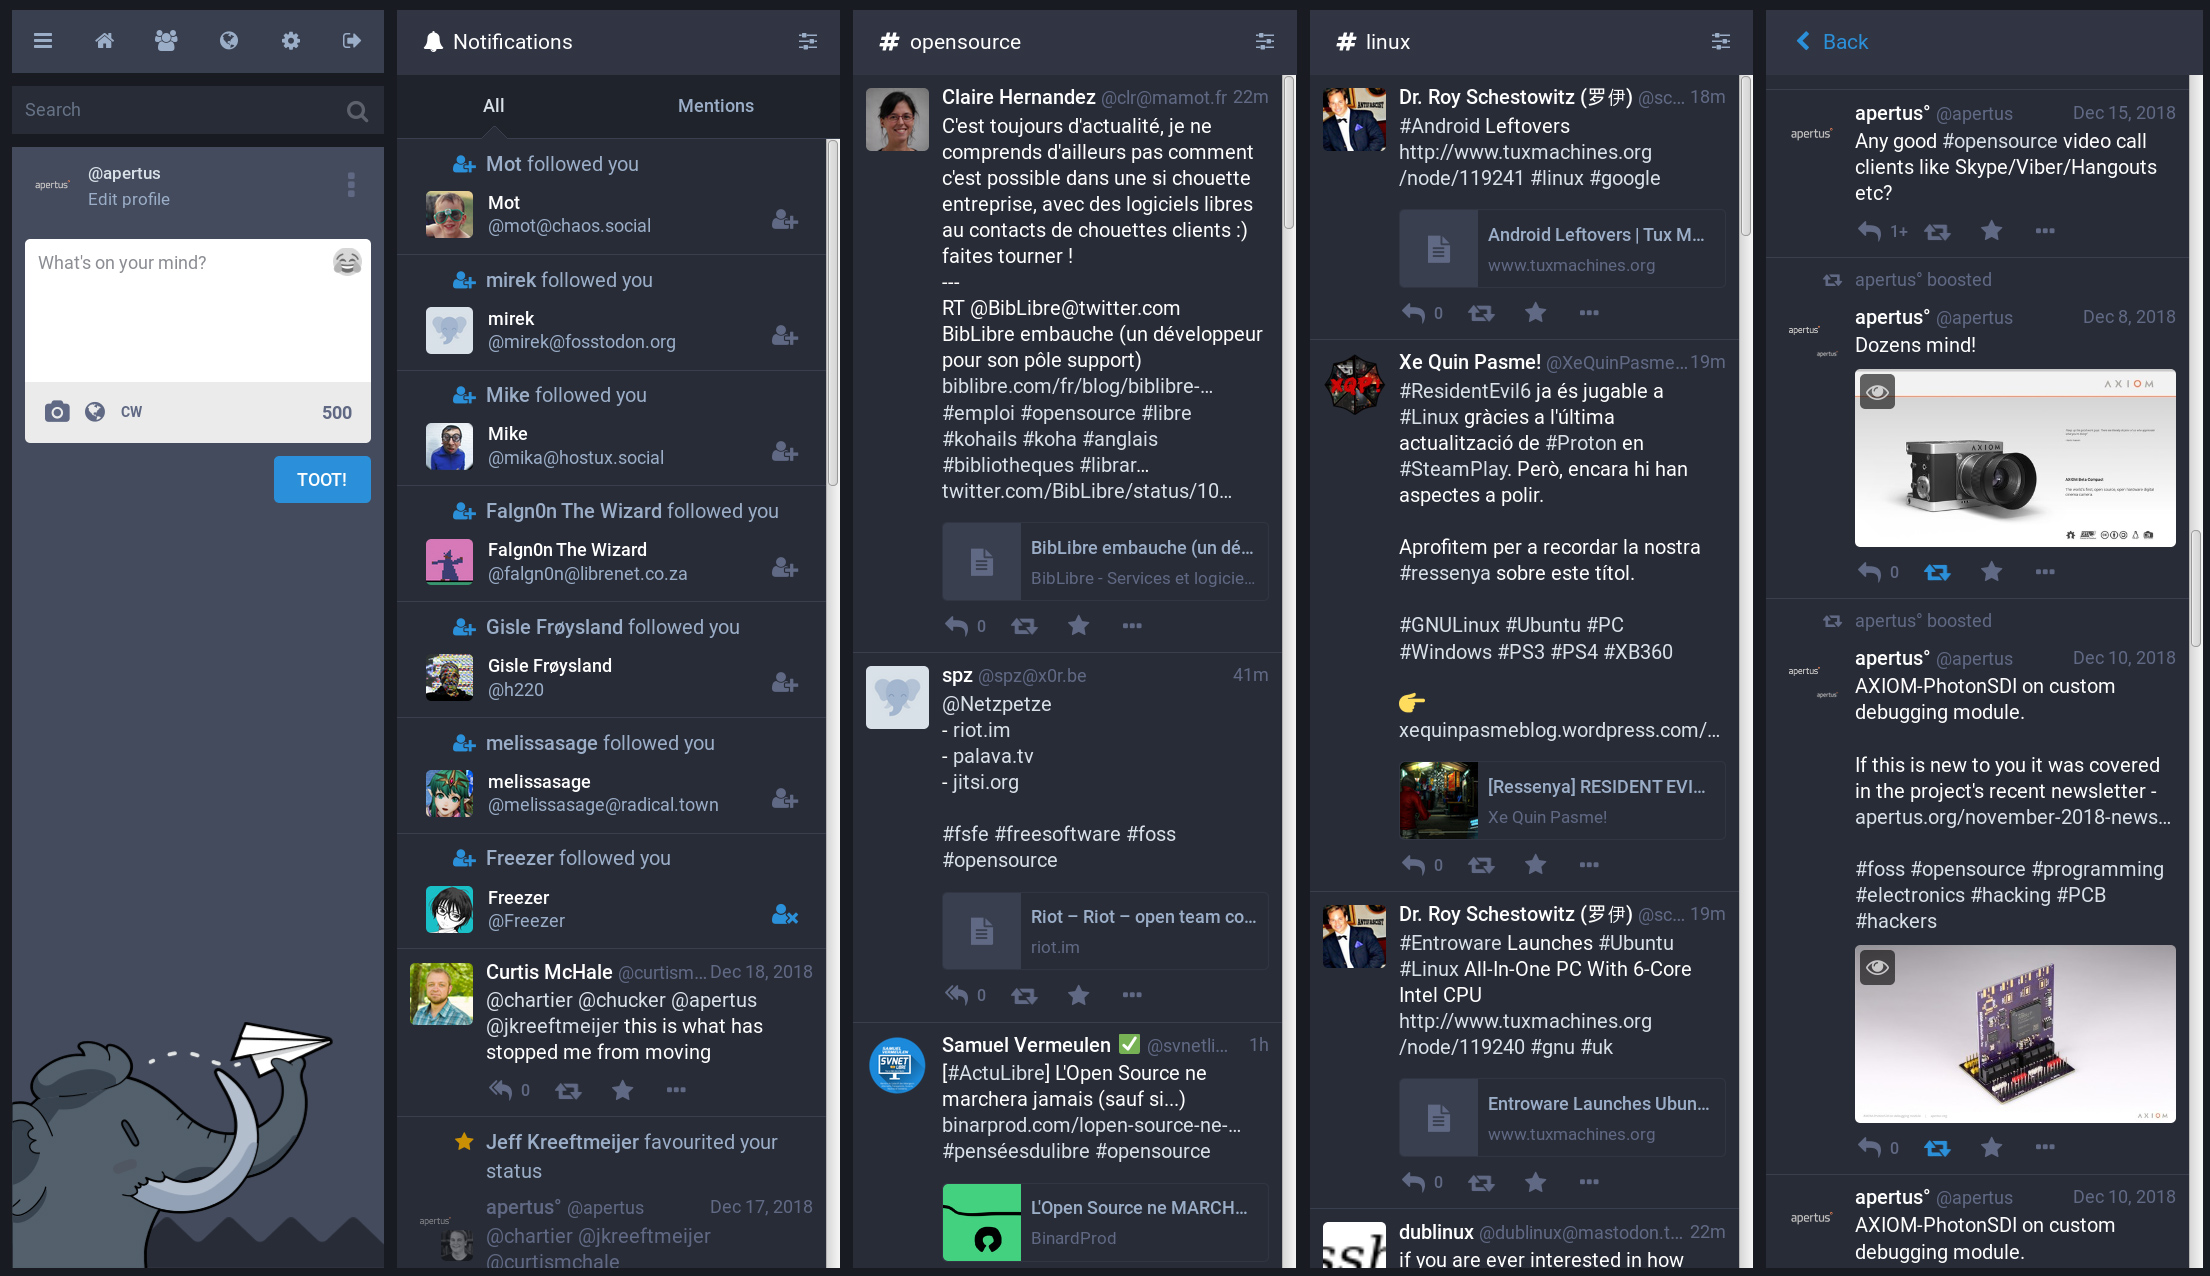 Search
@apertus
Edit profile
What's on your mind?
CW
500
TOOT!
Notifications
All
Mentions
Mot followed you
Mot
@mot@chaos.social
mirek followed you
mirek
@mirek@fosstodon.org
Mike followed you
Mike
@mika@hostux.social
Falgn0n The Wizard followed you
Falgn0n The Wizard
@falgn0n@librenet.co.za
Gisle Frøysland followed you
Gisle Frøysland
@h220
melissasage followed you
melissasage
@melissasage@radical.town
Freezer followed you
Freezer
@Freezer
Curtis McHale @curtism... Dec 18, 2018
@chartier @chucker @apertus
@jkreeftmeijer this is what has
stopped me from moving
0
Jeff Kreeftmeijer favourited your
status
apertus° @apertus Dec 17, 2018
@chartier @jkreeftmeijer
@curtismchale
# opensource
Claire Hernandez @clr@mamot.fr 22m
C'est toujours d'actualité, je ne
comprends d'ailleurs pas comment
c'est possible dans une si chouette
entreprise, avec des logiciels libres
au contacts de chouettes clients :)
faites tourner !
---
RT @BibLibre@twitter.com
BibLibre embauche (un développeur
pour son pôle support)
biblibre.com/fr/blog/biblibre-...
#emploi #opensource #libre
#kohails #koha #anglais
#bibliotheques #librar...
twitter.com/BibLibre/status/10...
BibLibre embauche (un dé...
BibLibre - Services et logicie...
0
spz @spz@x0r.be 41m
@Netzpetze
- riot.im
- palava.tv
- jitsi.org
#fsfe #freesoftware #foss
#opensource
Riot – Riot – open team co...
riot.im
0
Samuel Vermeulen ✅ @svnetli... 1h
[#ActuLibre] L'Open Source ne
marchera jamais (sauf si...)
binarprod.com/lopen-source-ne-...
#penséesdulibre #opensource
L'Open Source ne MARCH...
BinardProd
# linux
Dr. Roy Schestowitz (罗伊) @sc... 18m
#Android Leftovers
http://www.tuxmachines.org
/node/119241 #linux #google
Android Leftovers | Tux M...
www.tuxmachines.org
0
Xe Quin Pasme! @XeQuinPasme... 19m
#ResidentEvil6 ja és jugable a
#Linux gràcies a l'última
actualització de #Proton en
#SteamPlay. Però, encara hi han
aspectes a polir.
Aprofitem per a recordar la nostra
#ressenya sobre este títol.
#GNULinux #Ubuntu #PC
#Windows #PS3 #PS4 #XB360
👉
xequinpasmeblog.wordpress.com/...
[Ressenya] RESIDENT EVI...
Xe Quin Pasme!
0
Dr. Roy Schestowitz (罗伊) @sc... 19m
#Entroware Launches #Ubuntu
#Linux All-In-One PC With 6-Core
Intel CPU
http://www.tuxmachines.org
/node/119240 #gnu #uk
Entroware Launches Ubun...
www.tuxmachines.org
0
dublinux @dublinux@mastodon.t... 22m
if you are ever interested in how
Back
apertus° @apertus Dec 15, 2018
Any good #opensource video call
clients like Skype/Viber/Hangouts
etc?
1+
apertus° boosted
apertus° @apertus Dec 8, 2018
Dozens mind!
AXIOM
AXIOM
0
apertus° boosted
apertus° @apertus Dec 10, 2018
AXIOM-PhotonSDI on custom
debugging module.
If this is new to you it was covered
in the project's recent newsletter -
apertus.org/november-2018-news...
#foss #opensource #programming
#electronics #hacking #PCB
#hackers
AXIOM
0
apertus° @apertus Dec 10, 2018
AXIOM-PhotonSDI on custom
debugging module.